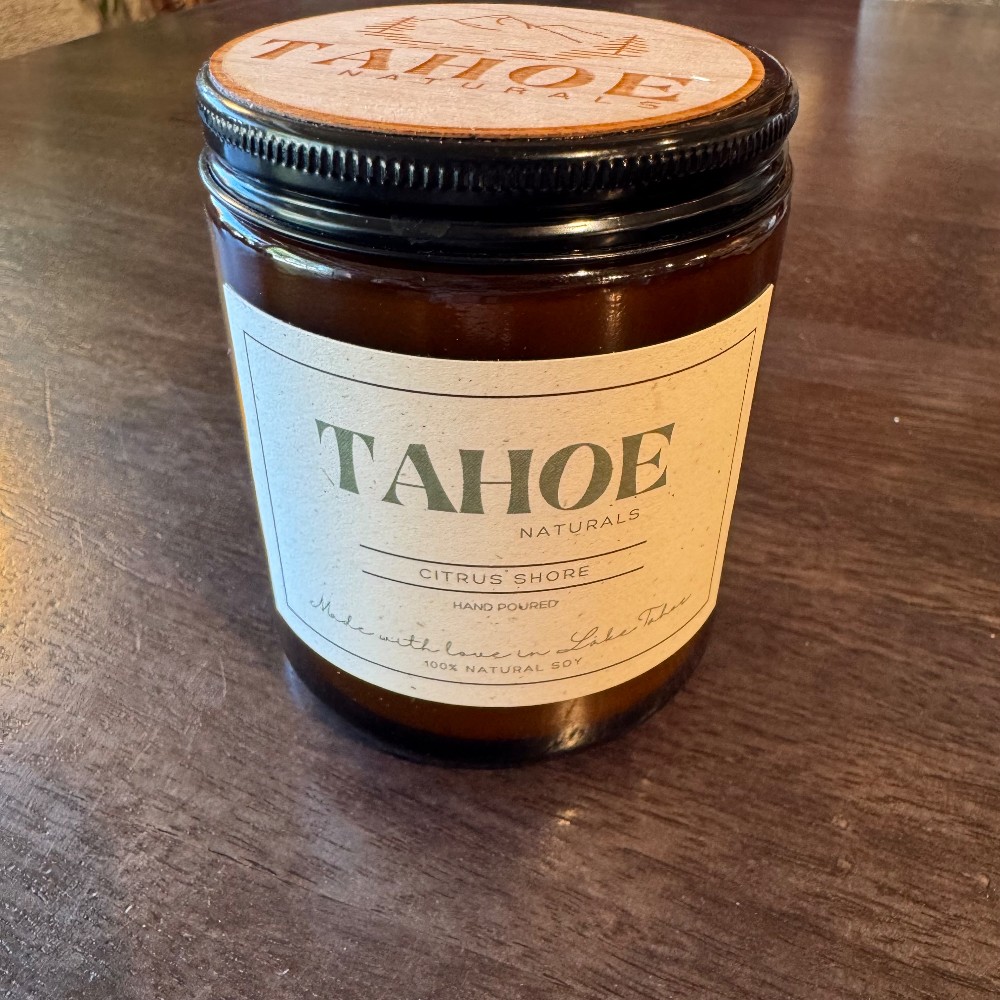 TAHOE
NATURALS
TAHOE
NATURALS
CITRUS SHORE
HAND POURED
Made with love in Lake Tahoe
100% NATURAL SOY